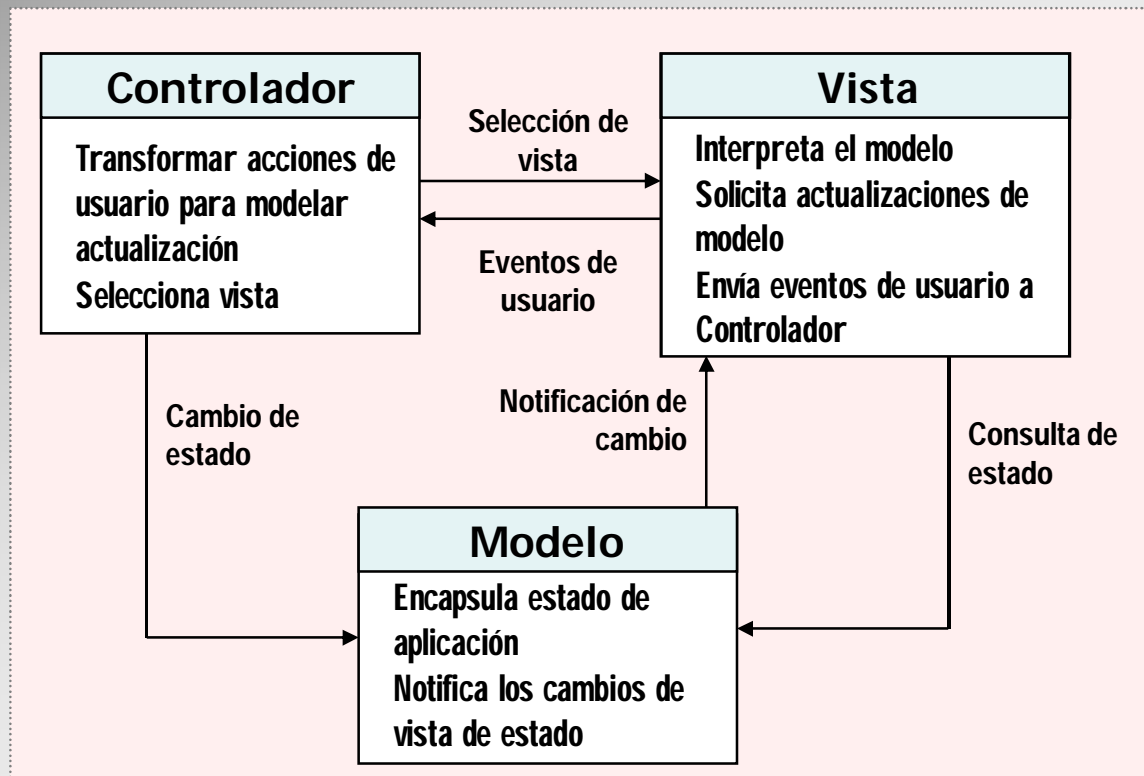 Controlador
Transformar acciones de
usuario para modelar
actualización
Selecciona vista
Selección de
vista
Eventos de
usuario
Vista
Interpreta el modelo
Solicita actualizaciones de
modelo
Envía eventos de usuario a
Controlador
Cambio de
estado
Notificación de
cambio
Consulta de
estado
Modelo
Encapsula estado de
aplicación
Notifica los cambios de
vista de estado